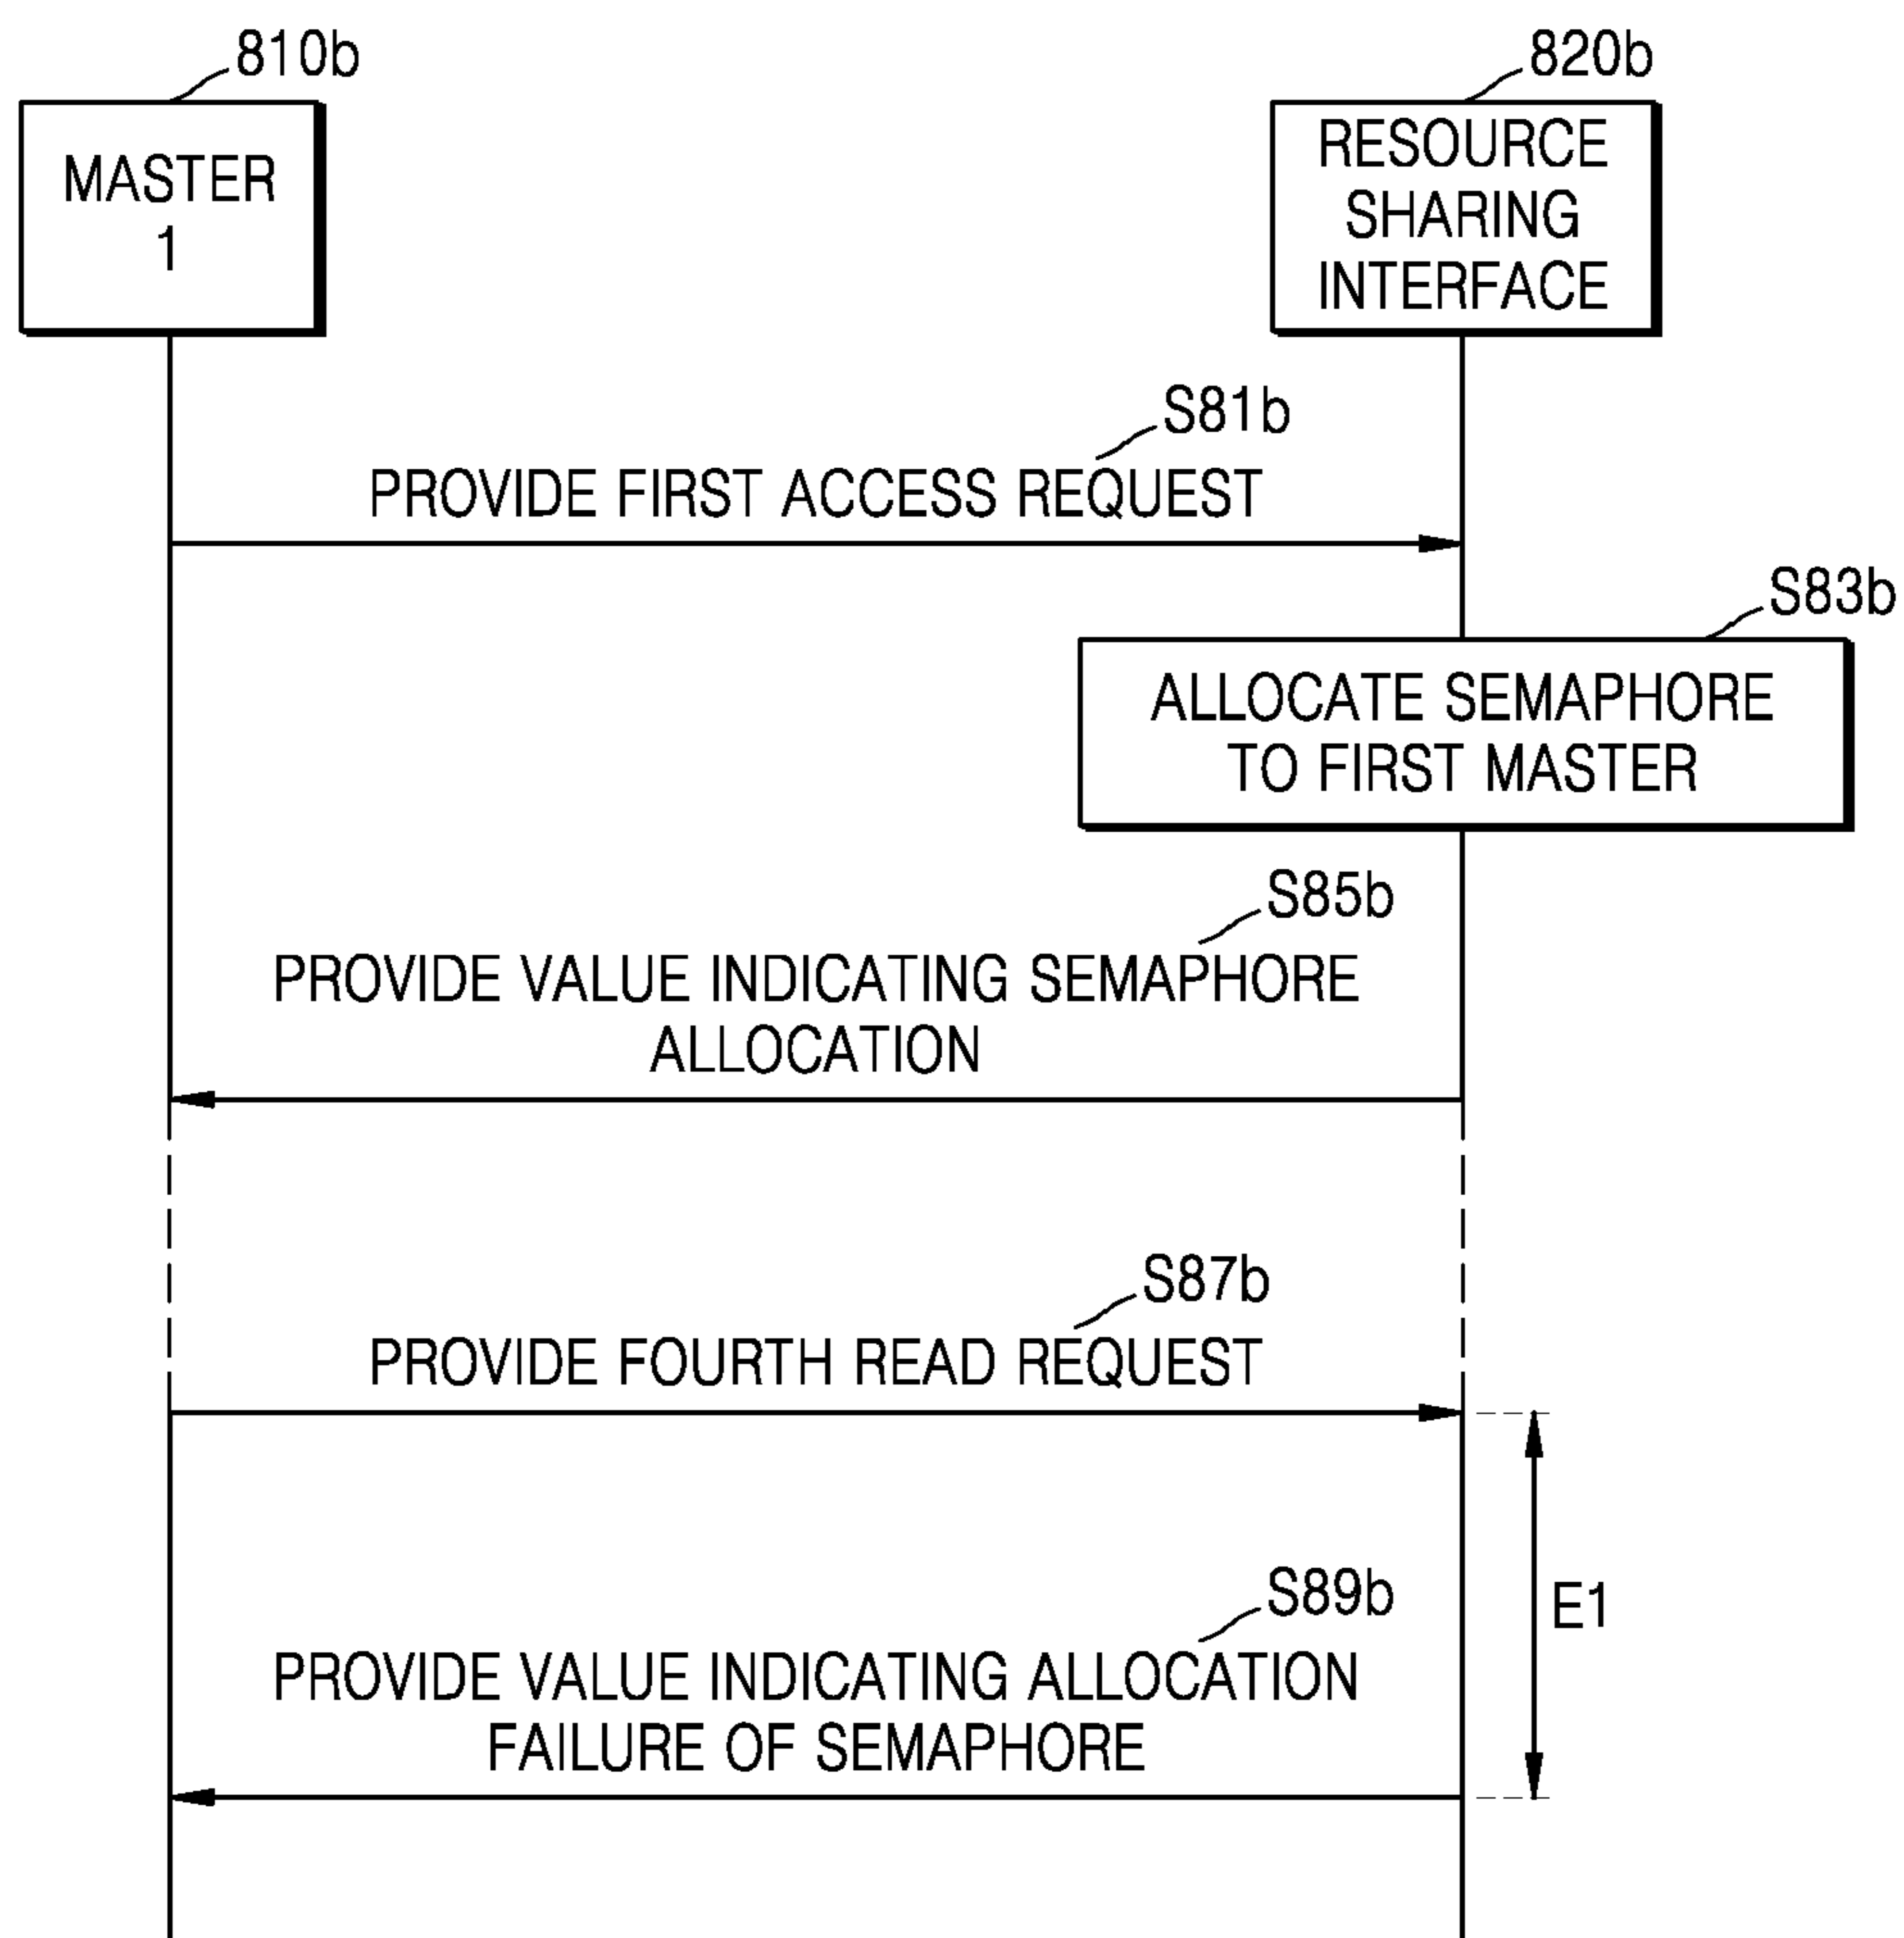 810b
820b
MASTER
1
RESOURCE
SHARING
INTERFACE
S81b
PROVIDE FIRST ACCESS REQUEST
S83b
ALLOCATE SEMAPHORE
TO FIRST MASTER
S85b
PROVIDE VALUE INDICATING SEMAPHORE
ALLOCATION
S87b
PROVIDE FOURTH READ REQUEST
S89b
E1
PROVIDE VALUE INDICATING ALLOCATION
FAILURE OF SEMAPHORE